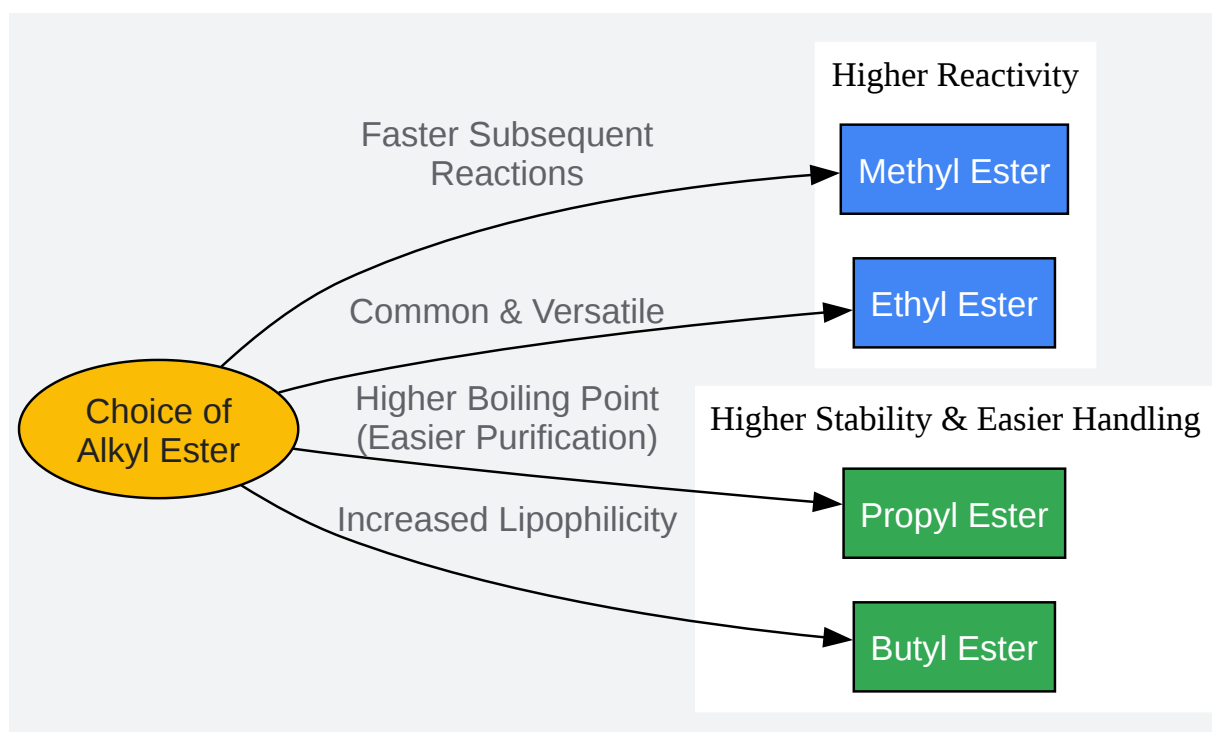 Higher Reactivity
Faster Subsequent
Reactions
Methyl Ester
Common & Versatile
Ethyl Ester
Choice of
Alkyl Ester
Higher Boiling Point
(Easier Purification)
Higher Stability & Easier Handling
Propyl Ester
Increased Lipophilicity
Butyl Ester